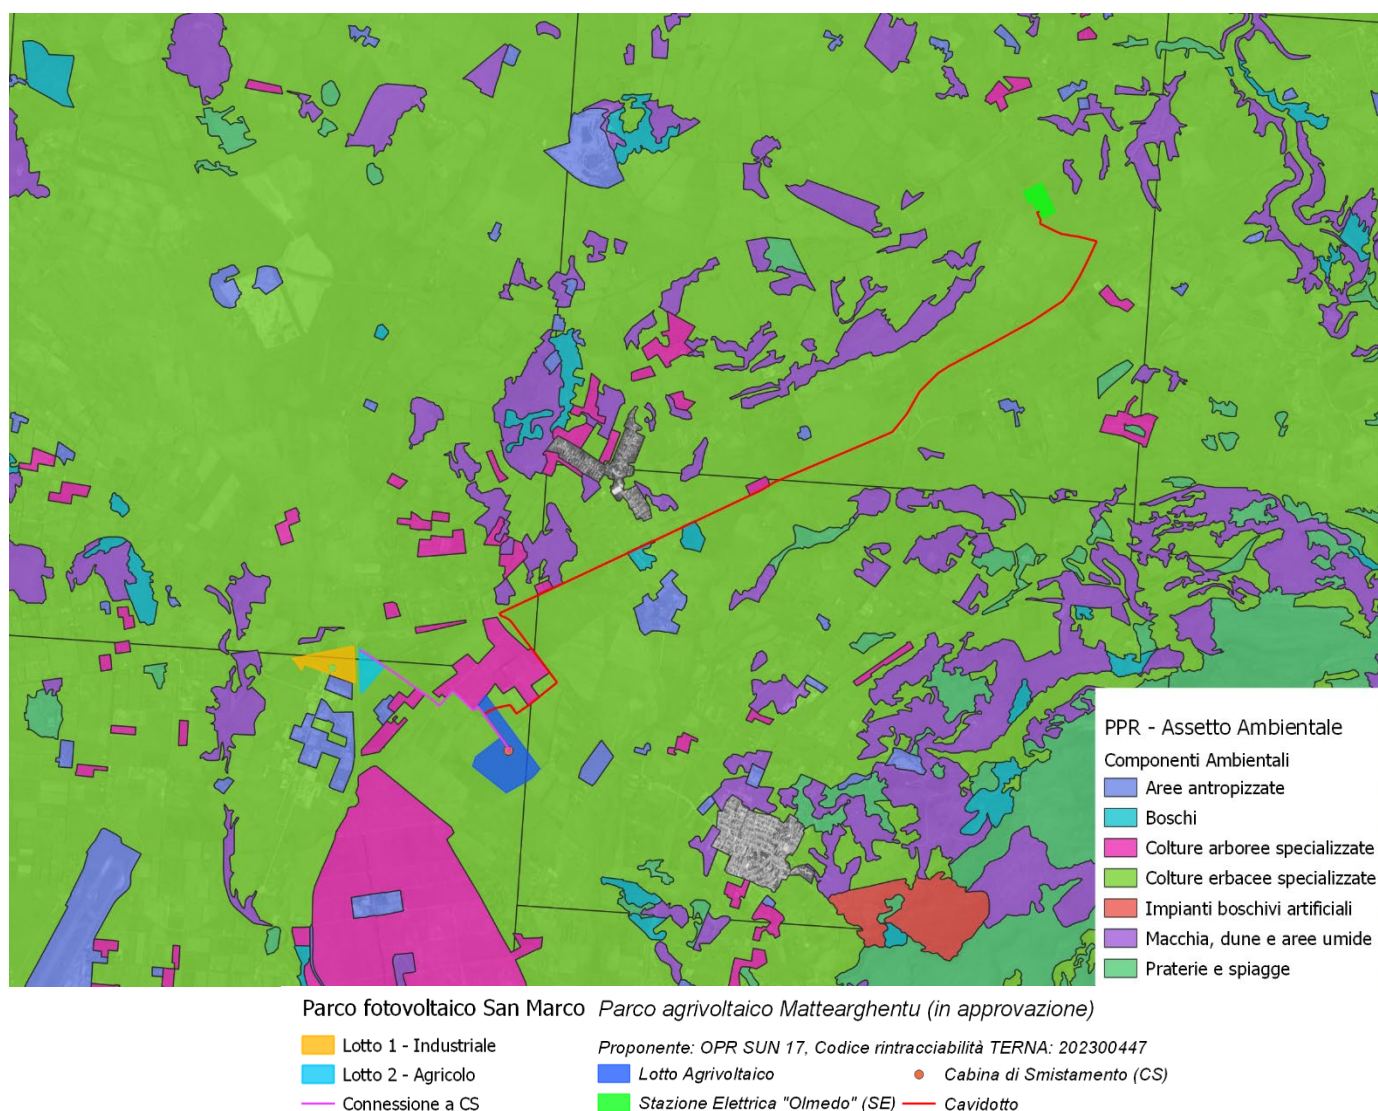 PPR - Assetto Ambientale
Componenti Ambientali
Aree antropizzate
Boschi
Colture arboree specializzate
Colture erbacee specializzate
Impianti boschivi artificiali
Macchia, dune e aree umide
Praterie e spiagge
Parco fotovoltaico San Marco
Lotto 1 - Industriale
Lotto 2 - Agricolo
Connessione a CS
Parco agrivoltaico Mattearghentu (in approvazione)
Proponente: OPR SUN 17, Codice rintracciabilità TERNA: 202300447
Lotto Agrivoltaico
Stazione Elettrica "Olmedo" (SE)
Cabina di Smistamento (CS)
Cavidotto